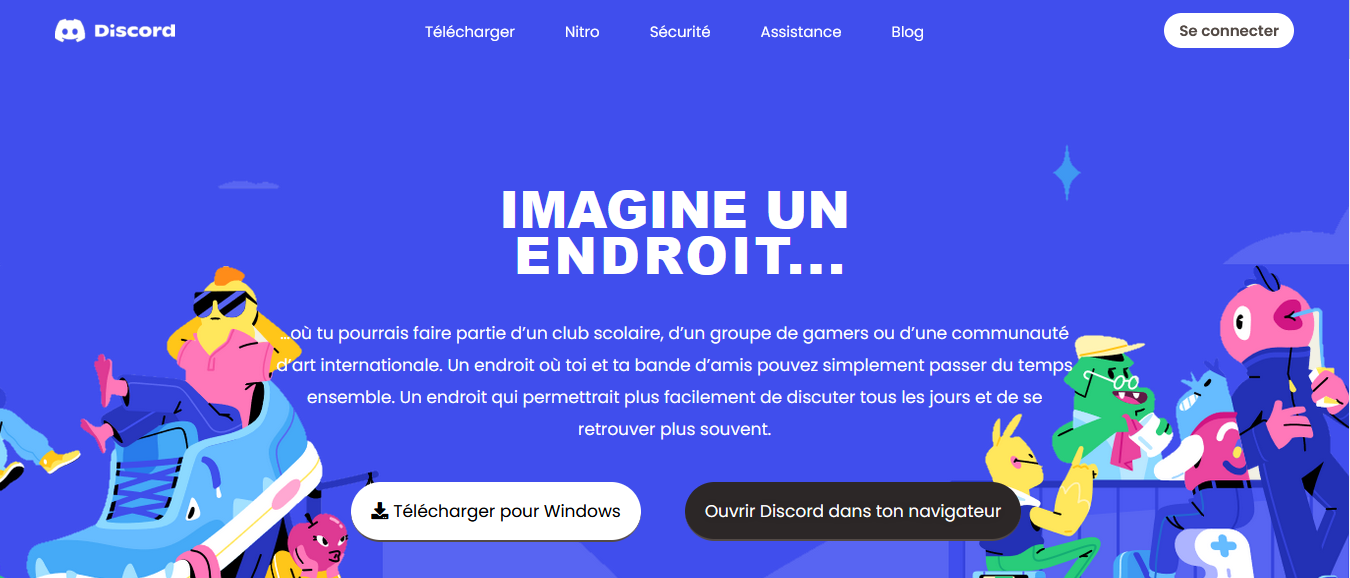 Discord
Télécharger
Nitro
Sécurité
Assistance
Blog
Se connecter
IMAGINE UN
ENDROIT...
...où tu pourrais faire partie d’un club scolaire, d’un groupe de gamers ou d’une communauté
d’art internationale. Un endroit où toi et ta bande d’amis pouvez simplement passer du temps
ensemble. Un endroit qui permettrait plus facilement de discuter tous les jours et de se
retrouver plus souvent.
Télécharger pour Windows
Ouvrir Discord dans ton navigateur